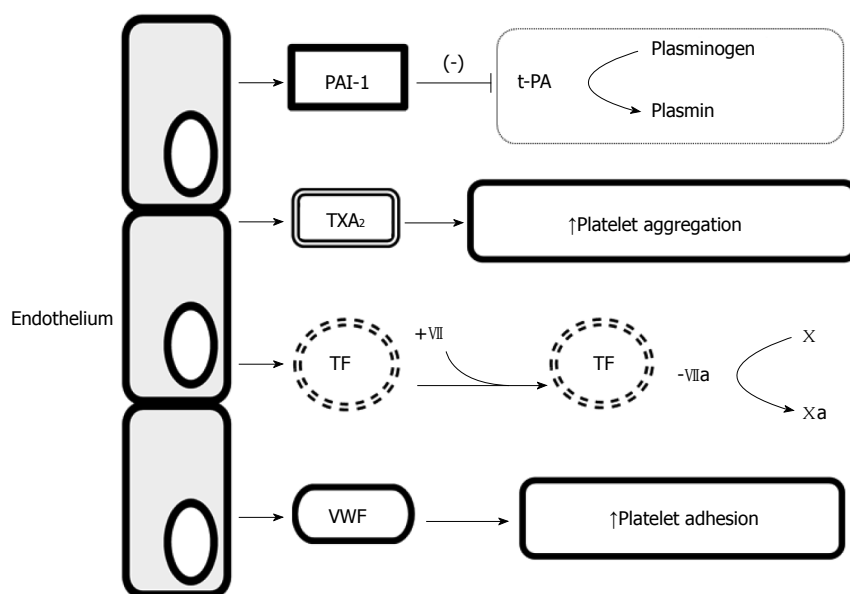 (-)
Plasminogen
PAI-1
t-PA
Plasmin
TXA₂
↑Platelet aggregation
Endothelium
+Ⅶ
TF
TF
-Ⅶa
Ⅹ
Ⅹa
VWF
↑Platelet adhesion